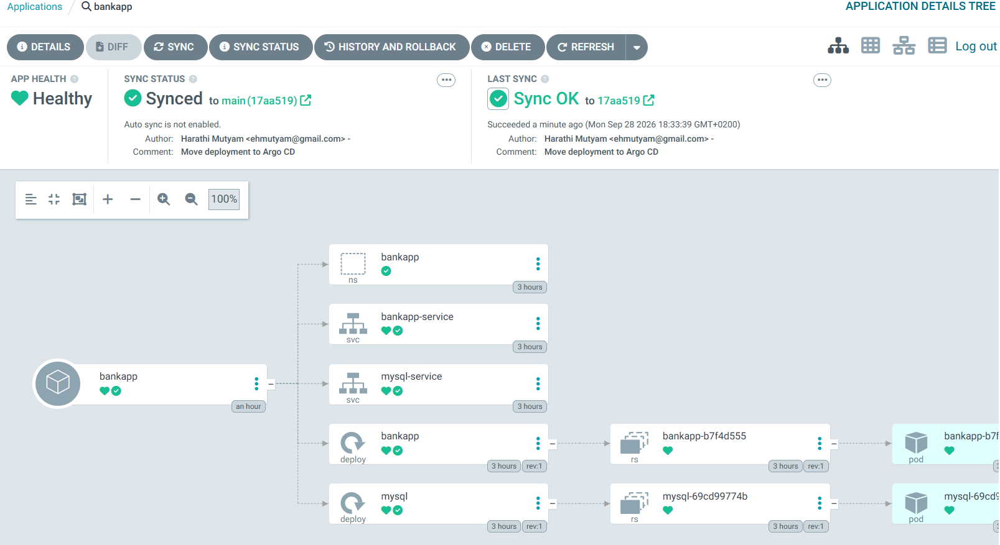 Applications / bankapp
APPLICATION DETAILS TREE
DETAILS DIFF SYNC SYNC STATUS HISTORY AND ROLLBACK DELETE REFRESH
Log out
APP HEALTH
Healthy
SYNC STATUS
Synced to main (17aa519)
Auto sync is not enabled.
Author: Harathi Mutyam <ehmutyam@gmail.com> -
Comment: Move deployment to Argo CD
LAST SYNC
Sync OK to 17aa519
Succeeded a minute ago (Mon Sep 28 2026 18:33:39 GMT+0200)
Author: Harathi Mutyam <ehmutyam@gmail.com> -
Comment: Move deployment to Argo CD
100%
bankapp
ns
3 hours
bankapp-service
svc
3 hours
bankapp
an hour
mysql-service
svc
3 hours
bankapp
deploy
3 hours rev:1
bankapp-b7f4d555
rs
3 hours rev:1
bankapp-b7f
pod
mysql
deploy
3 hours rev:1
mysql-69cd99774b
rs
3 hours rev:1
mysql-69cd9
pod